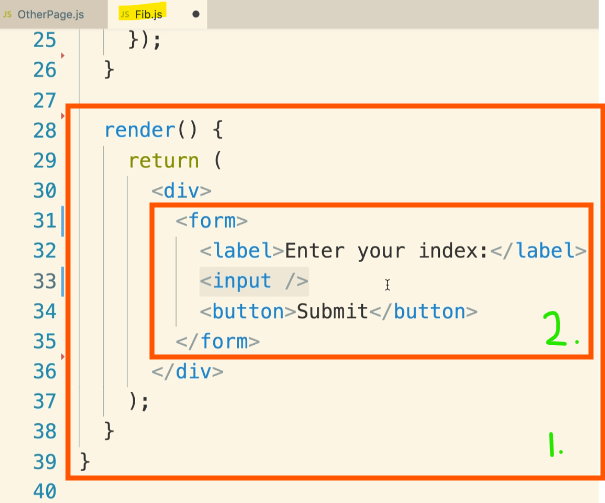 JS OtherPage.js JS Fib.js
25 });
26 }
27
28 render() {
29 return (
30 <div>
31 <form>
32 <label>Enter your index:</label>
33 <input />
34 <button>Submit</button>
35 </form>
36 </div>
37 );
38 }
39 }
40
2.
1.